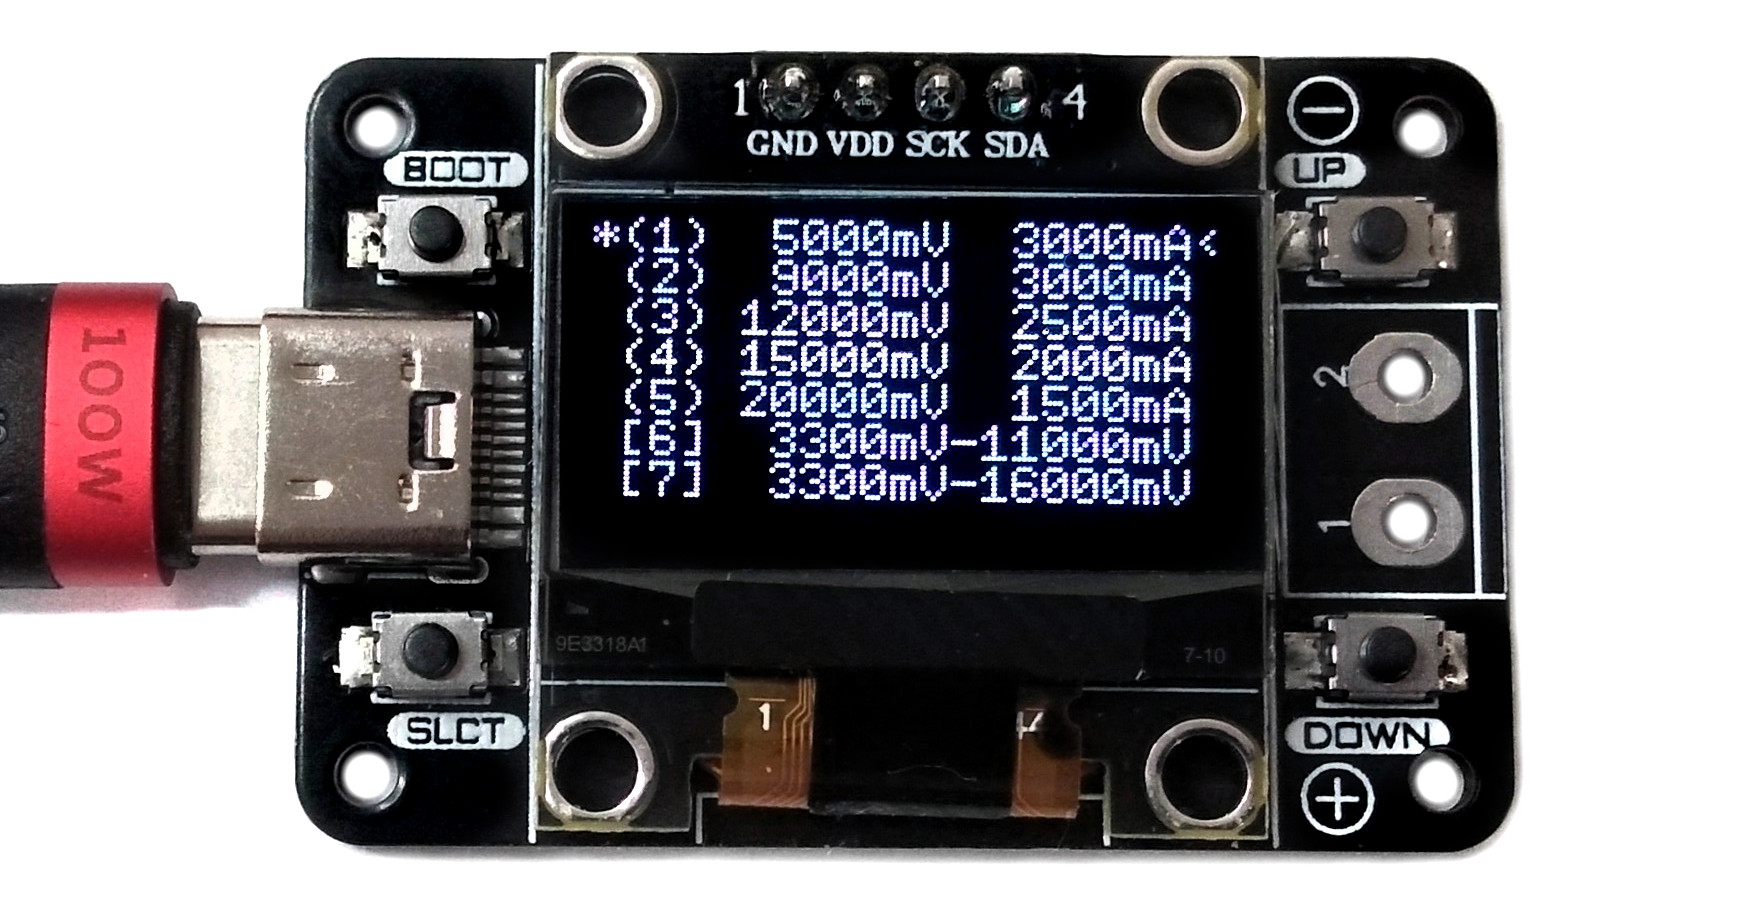 1 4
GND VDD SCK SDA
BOOT
UP
*(1) 5000mV 3000mA<
(2) 9000mV 3000mA
(3) 12000mV 2500mA
(4) 15000mV 2000mA
(5) 20000mV 1500mA
[6] 3300mV-11000mV
[7] 3300mV-16000mV
100W
2
1
9E3318A1
7-10
1
SLCT
DOWN